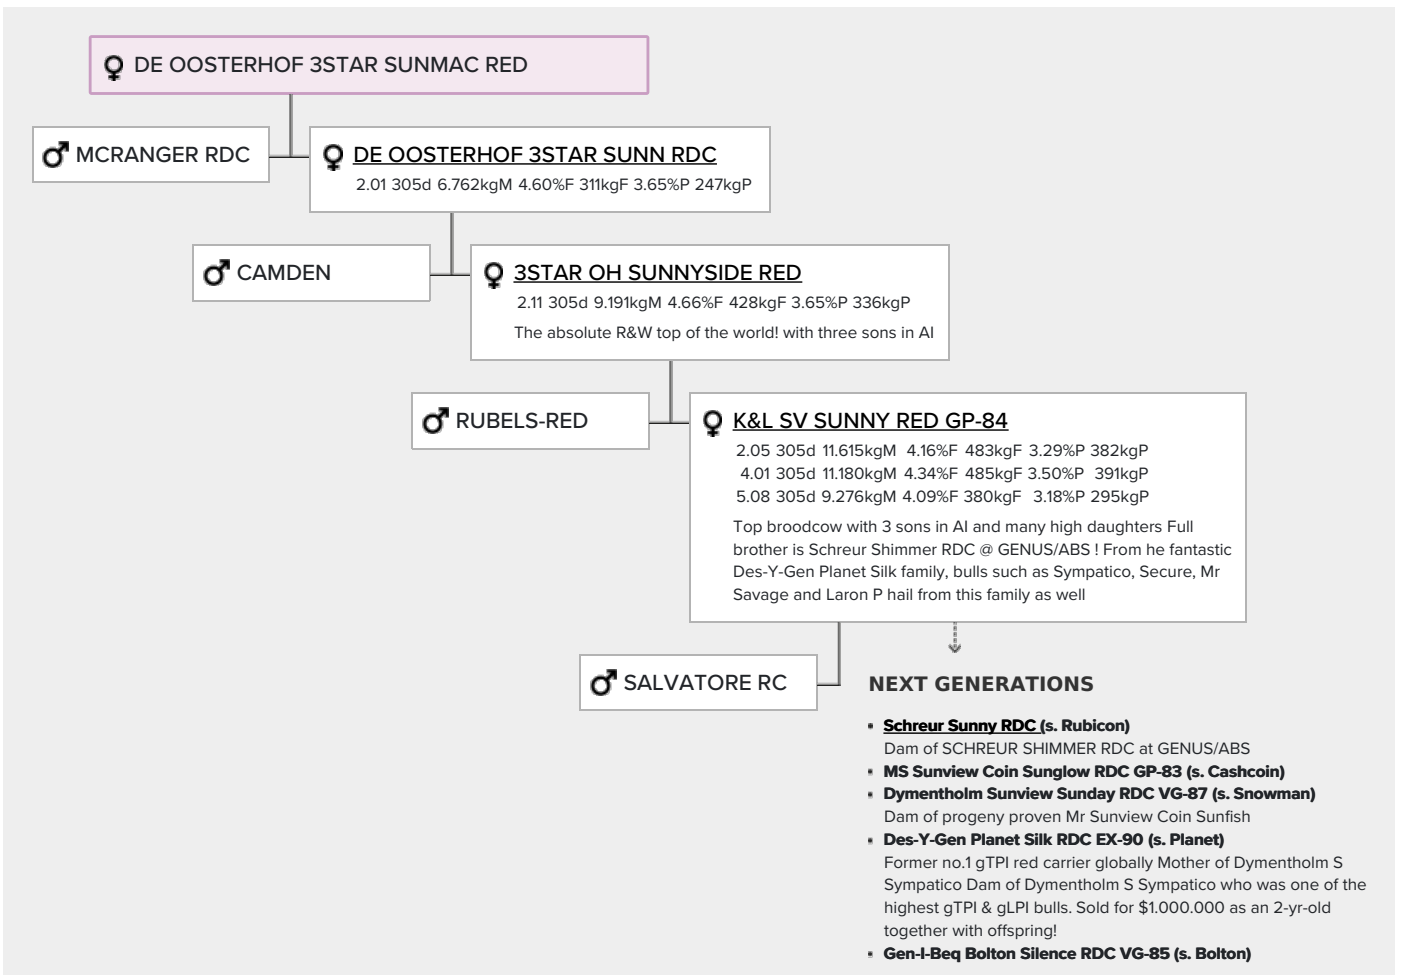 DE OOSTERHOF 3STAR SUNMAC RED
MCRANGER RDC
DE OOSTERHOF 3STAR SUNN RDC
2.01 305d 6.762kgM 4.60%F 311kgF 3.65%P 247kgP
CAMDEN
3STAR OH SUNNYSIDE RED
2.11 305d 9.191kgM 4.66%F 428kgF 3.65%P 336kgP
The absolute R&W top of the world! with three sons in AI
RUBELS-RED
K&L SV SUNNY RED GP-84
2.05 305d 11.615kgM 4.16%F 483kgF 3.29%P 382kgP
4.01 305d 11.180kgM 4.34%F 485kgF 3.50%P 391kgP
5.08 305d 9.276kgM 4.09%F 380kgF 3.18%P 295kgP
Top broodcow with 3 sons in AI and many high daughters Full
brother is Schreur Shimmer RDC @ GENUS/ABS ! From he fantastic
Des-Y-Gen Planet Silk family, bulls such as Sympatico, Secure, Mr
Savage and Laron P hail from this family as well
SALVATORE RC
NEXT GENERATIONS
Schreur Sunny RDC (s. Rubicon)
Dam of SCHREUR SHIMMER RDC at GENUS/ABS
MS Sunview Coin Sunglow RDC GP-83 (s. Cashcoin)
Dymentholm Sunview Sunday RDC VG-87 (s. Snowman)
Dam of progeny proven Mr Sunview Coin Sunfish
Des-Y-Gen Planet Silk RDC EX-90 (s. Planet)
Former no.1 gTPI red carrier globally Mother of Dymentholm S
Sympatico Dam of Dymentholm S Sympatico who was one of the
highest gTPI & gLPI bulls. Sold for $1.000.000 as an 2-yr-old
together with offspring!
Gen-I-Beq Bolton Silence RDC VG-85 (s. Bolton)